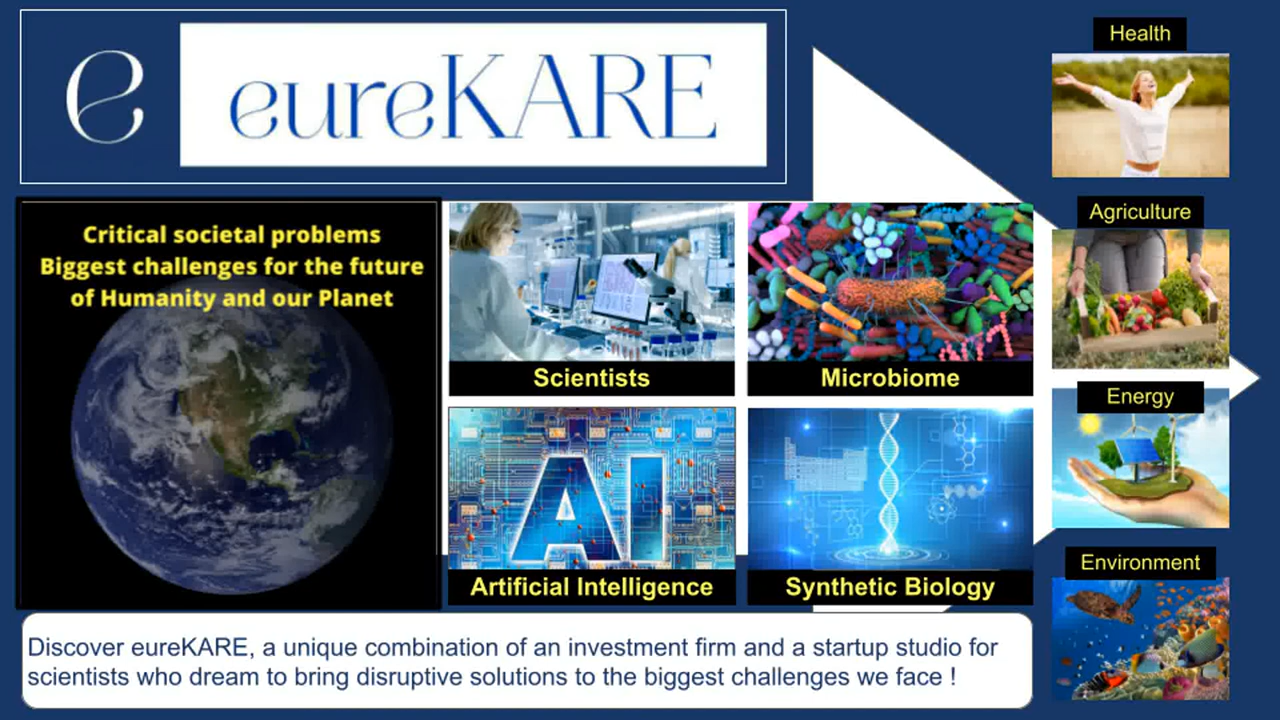 e eureKARE
Critical societal problems
Biggest challenges for the future
of Humanity and our Planet
Scientists
Microbiome
AI
Artificial Intelligence
Synthetic Biology
Health
Agriculture
Energy
Environment
Discover eureKARE, a unique combination of an investment firm and a startup studio for
scientists who dream to bring disruptive solutions to the biggest challenges we face !